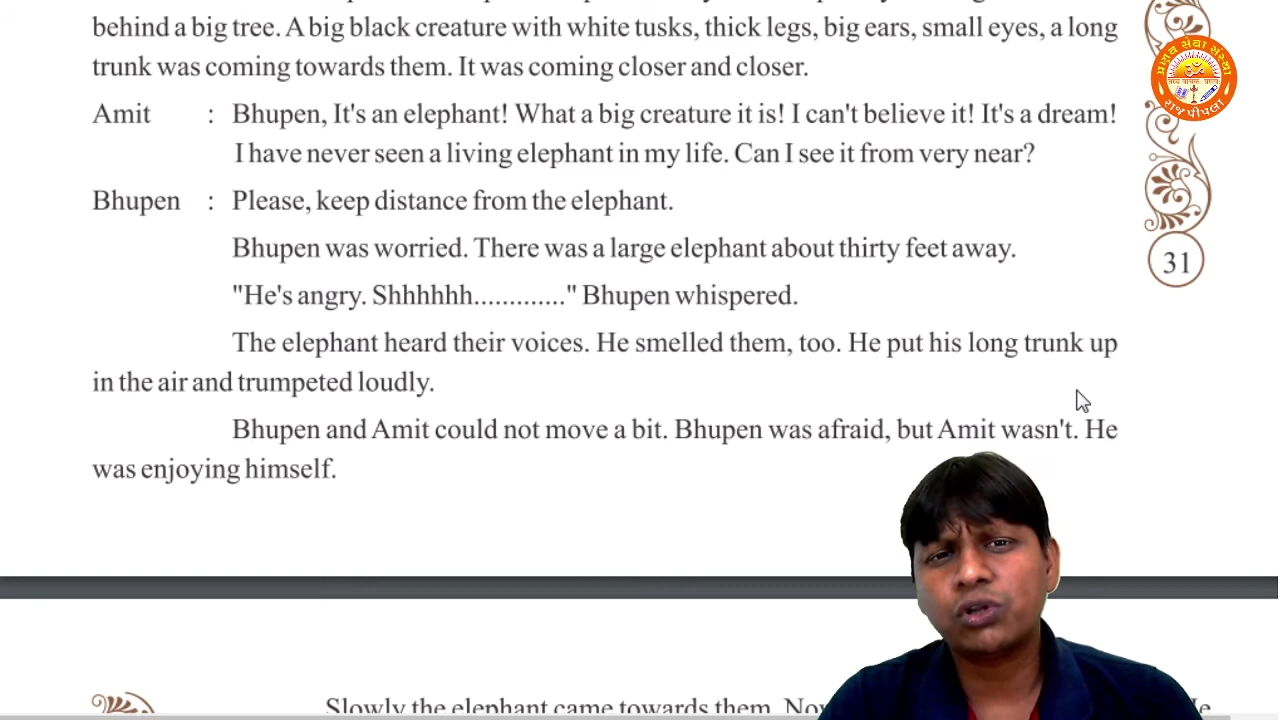 behind a big tree. A big black creature with white tusks, thick legs, big ears, small eyes, a long
trunk was coming towards them. It was coming closer and closer.
Amit : Bhupen, It's an elephant! What a big creature it is! I can't believe it! It's a dream!
I have never seen a living elephant in my life. Can I see it from very near?
Bhupen : Please, keep distance from the elephant.
Bhupen was worried. There was a large elephant about thirty feet away.
31
"He's angry. Shhhhhh............." Bhupen whispered.
The elephant heard their voices. He smelled them, too. He put his long trunk up
in the air and trumpeted loudly.
Bhupen and Amit could not move a bit. Bhupen was afraid, but Amit wasn't. He
was enjoying himself.
Slowly the elephant came towards them. Now
પ્રણવ સેવા સંસ્થા
રાજપીપલા